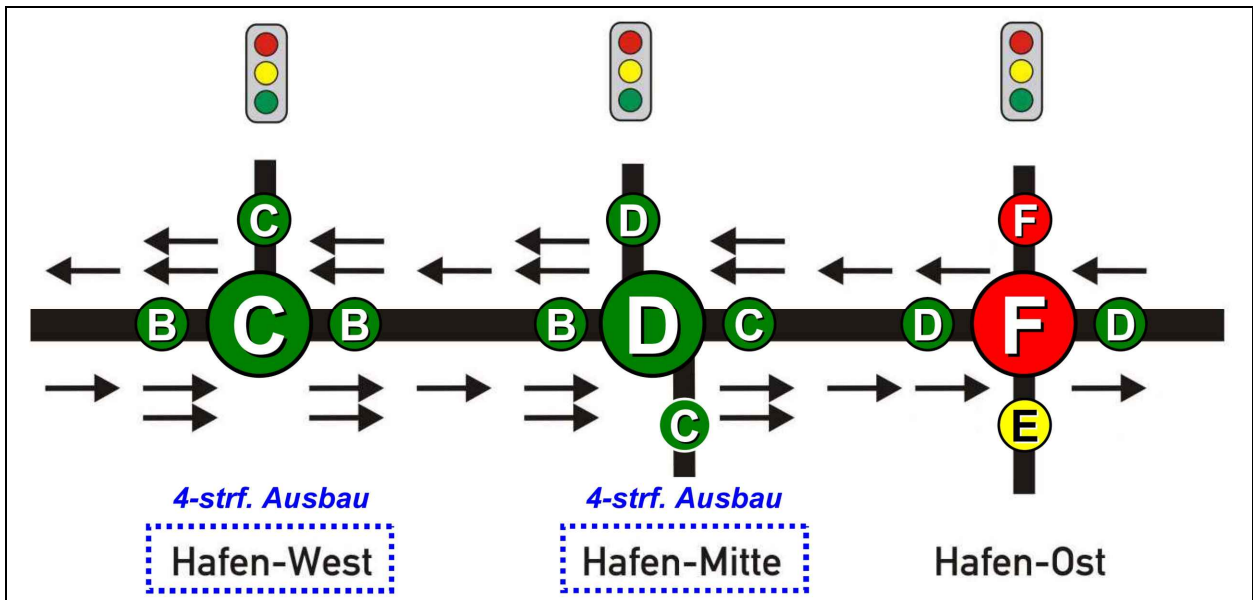 C D F
B C B B D C D F D
C E
4-strf. Ausbau 4-strf. Ausbau
Hafen-West Hafen-Mitte Hafen-Ost